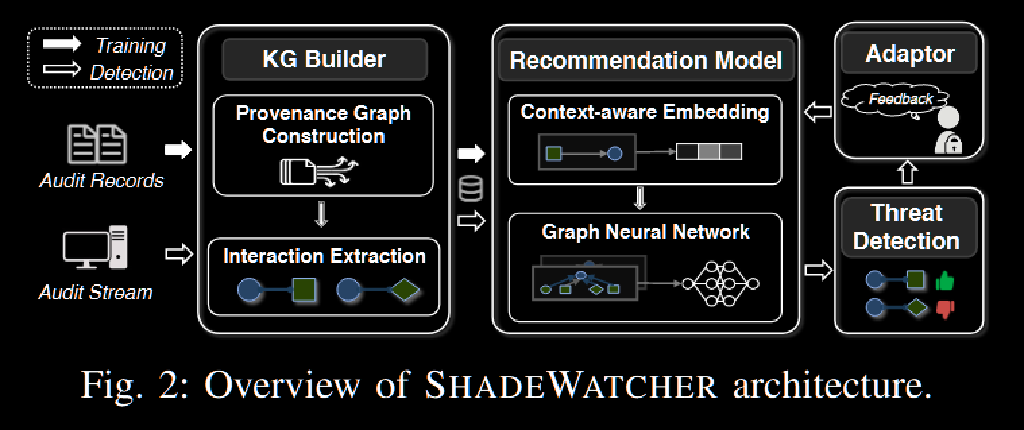 Training
Detection
Audit Records
Audit Stream
KG Builder
Provenance Graph
Construction
Interaction Extraction
Recommendation Model
Context-aware Embedding
Graph Neural Network
Adaptor
Feedback
Threat
Detection
Fig. 2: Overview of SHADEWATCHER architecture.